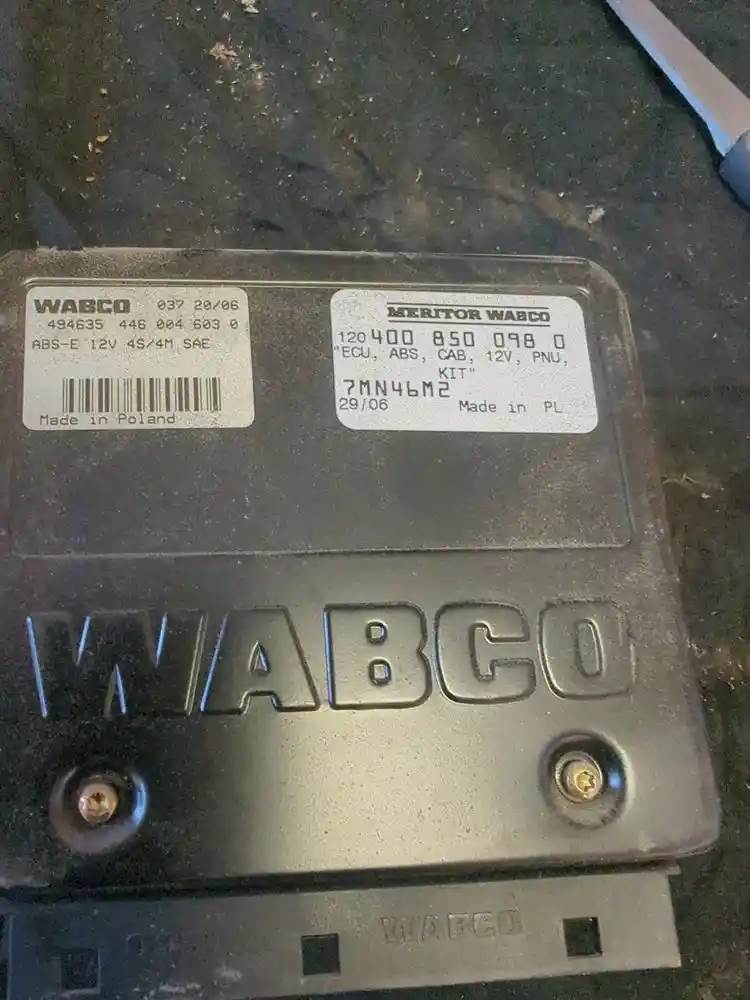 WABCO 037 20/06
494635 446 004 603 0
ABS-E 12V 4S/4M SAE
Made in Poland
MERITOR WABCO
120 400 850 098 0
"ECU, ABS, CAB, 12V, PNU,
KIT"
7MN46M2
29/06 Made in PL
WABCO
WABCO